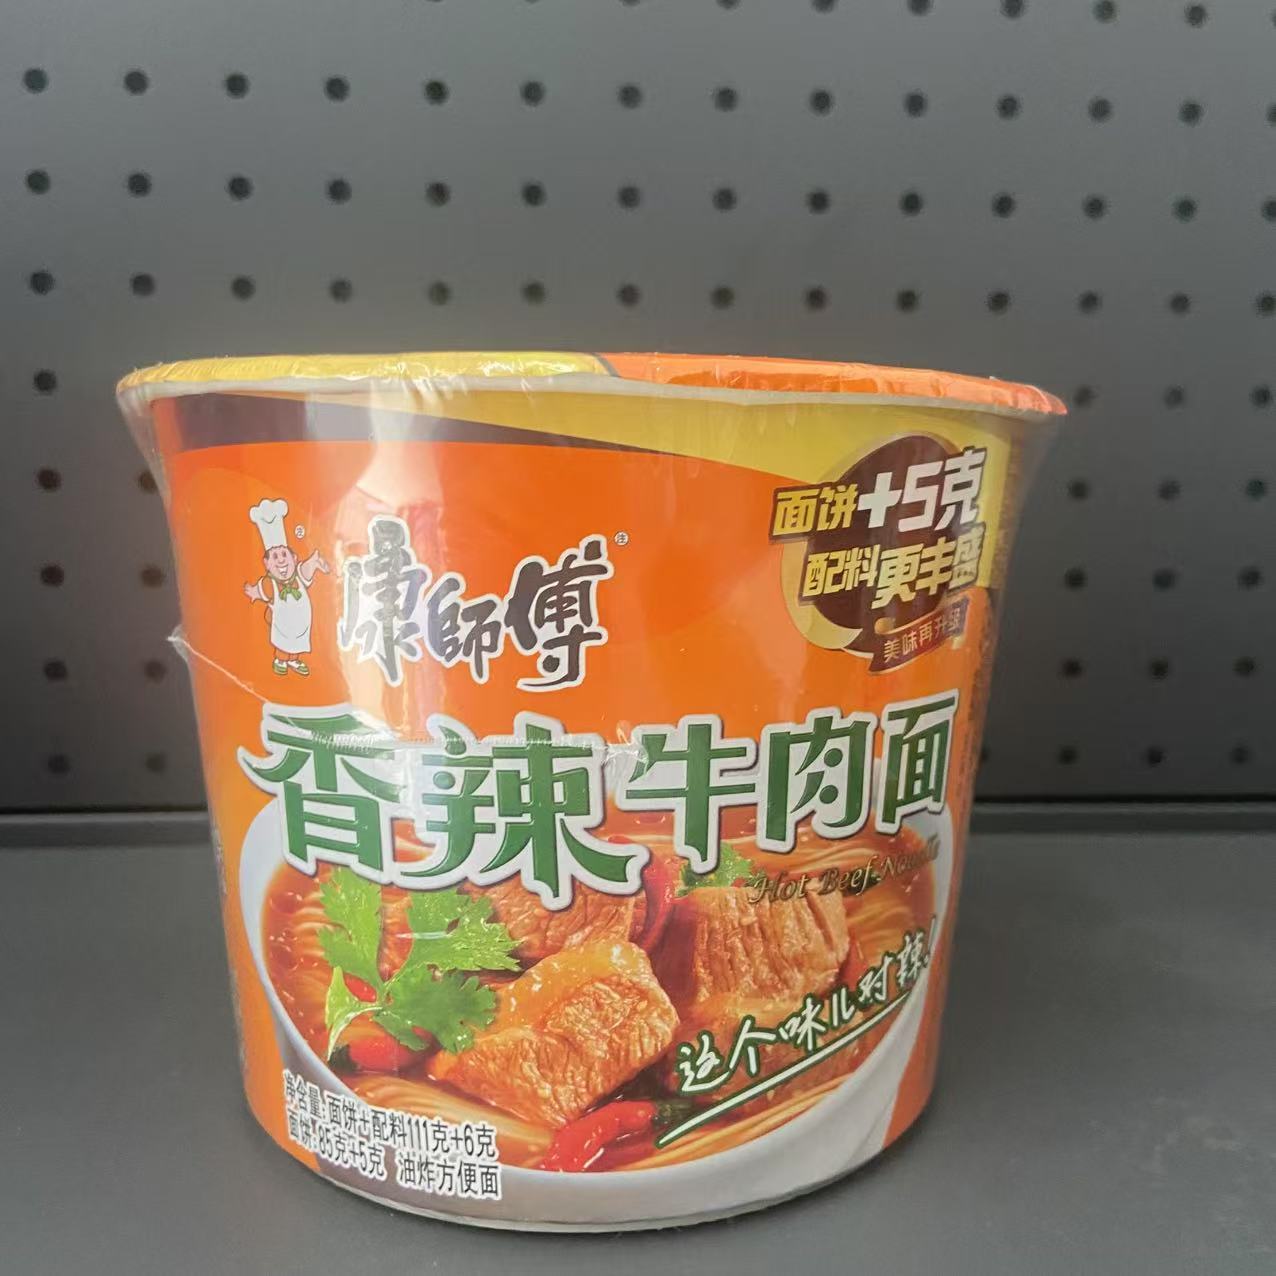 面饼+5克
配料更丰盛
美味再升级
康師傅
香辣牛肉面
Hot Beef
这个味儿对辣！
净含量:面饼+配料111克+6克
面饼:85克+5克 油炸方便面